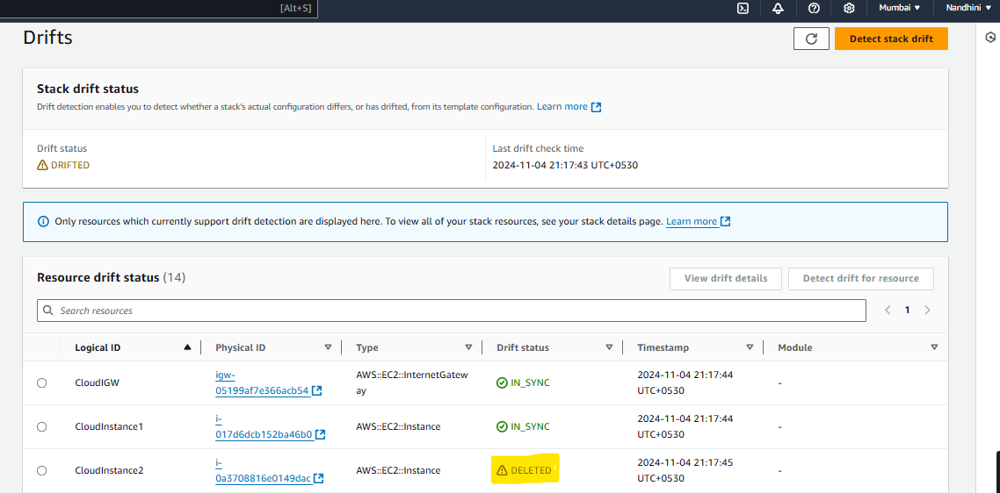 [Alt+S]
Mumbai ▼
Nandhini ▼
Drifts
Detect stack drift
Stack drift status
Drift detection enables you to detect whether a stack's actual configuration differs, or has drifted, from its template configuration. Learn more
Drift status
DRIFTED
Last drift check time
2024-11-04 21:17:43 UTC+0530
Only resources which currently support drift detection are displayed here. To view all of your stack resources, see your stack details page. Learn more
Resource drift status (14)
View drift details
Detect drift for resource
Search resources
1
Logical ID
Physical ID
Type
Drift status
Timestamp
Module
CloudIGW
igw-
05199af7e366acb54
AWS::EC2::InternetGatew
ay
IN_SYNC
2024-11-04 21:17:44
UTC+0530
-
CloudInstance1
i-
017d6dcb152ba46b0
AWS::EC2::Instance
IN_SYNC
2024-11-04 21:17:44
UTC+0530
-
CloudInstance2
i-
0a3708816e0149dac
AWS::EC2::Instance
DELETED
2024-11-04 21:17:45
UTC+0530
-